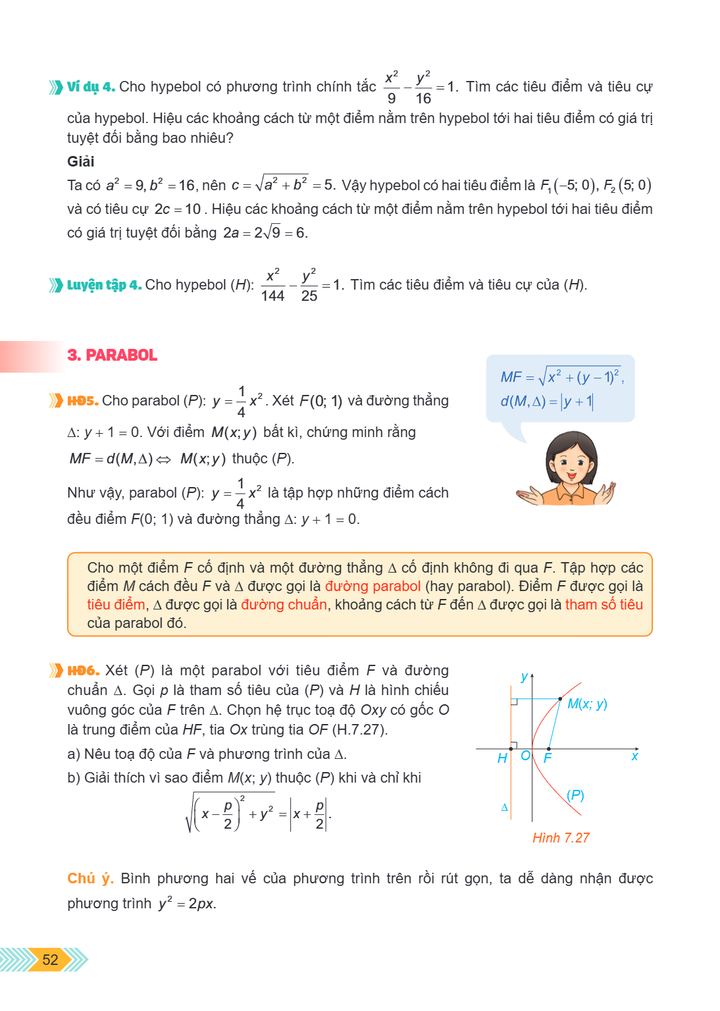 Ví dụ 4. Cho hypebol có phương trình chính tắc x²/9 − y²/16 = 1. Tìm các tiêu điểm và tiêu cự
của hypebol. Hiệu các khoảng cách từ một điểm nằm trên hypebol tới hai tiêu điểm có giá trị
tuyệt đối bằng bao nhiêu?
Giải
Ta có a² = 9, b² = 16, nên c = √(a² + b²) = 5. Vậy hypebol có hai tiêu điểm là F₁(−5; 0), F₂(5; 0)
và có tiêu cự 2c = 10 . Hiệu các khoảng cách từ một điểm nằm trên hypebol tới hai tiêu điểm
có giá trị tuyệt đối bằng 2a = 2√9 = 6.
Luyện tập 4. Cho hypebol (H): x²/144 − y²/25 = 1. Tìm các tiêu điểm và tiêu cự của (H).
3. PARABOL
HĐ5. Cho parabol (P): y = 1/4 x². Xét F(0; 1) và đường thẳng
Δ: y + 1 = 0. Với điểm M(x; y) bất kì, chứng minh rằng
MF = d(M, Δ) ⇔ M(x; y) thuộc (P).
Như vậy, parabol (P): y = 1/4 x² là tập hợp những điểm cách
đều điểm F(0; 1) và đường thẳng Δ: y + 1 = 0.
MF = √(x² + (y − 1)²),
d(M, Δ) = |y + 1|
Cho một điểm F cố định và một đường thẳng Δ cố định không đi qua F. Tập hợp các
điểm M cách đều F và Δ được gọi là đường parabol (hay parabol). Điểm F được gọi là
tiêu điểm, Δ được gọi là đường chuẩn, khoảng cách từ F đến Δ được gọi là tham số tiêu
của parabol đó.
HĐ6. Xét (P) là một parabol với tiêu điểm F và đường
chuẩn Δ. Gọi p là tham số tiêu của (P) và H là hình chiếu
vuông góc của F trên Δ. Chọn hệ trục toạ độ Oxy có gốc O
là trung điểm của HF, tia Ox trùng tia OF (H.7.27).
a) Nêu toạ độ của F và phương trình của Δ.
b) Giải thích vì sao điểm M(x; y) thuộc (P) khi và chỉ khi
√((x − p/2)² + y²) = |x + p/2|.
y
M(x; y)
H O F x
(P)
Δ
Hình 7.27
Chú ý. Bình phương hai vế của phương trình trên rồi rút gọn, ta dễ dàng nhận được
phương trình y² = 2px.
52